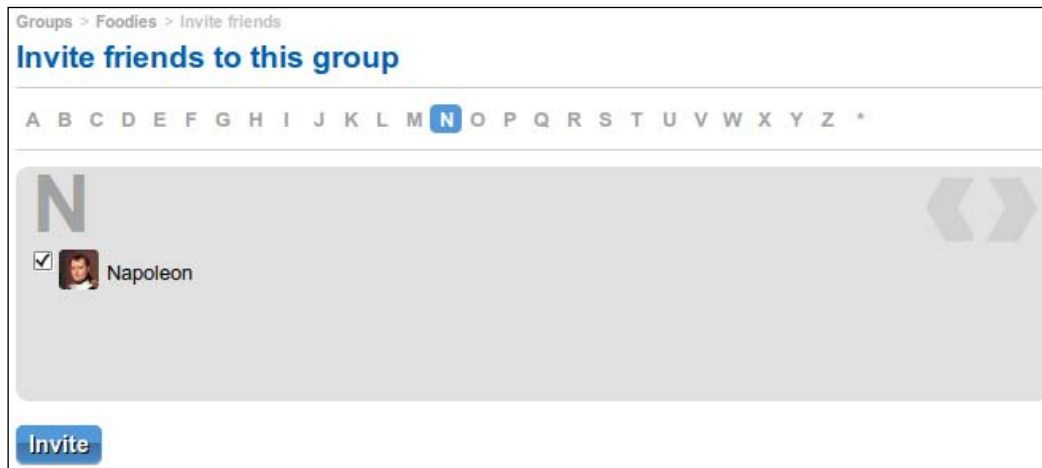 Groups > Foodies > Invite friends
Invite friends to this group
A B C D E F G H I J K L M N O P Q R S T U V W X Y Z *
N
Napoleon
Invite